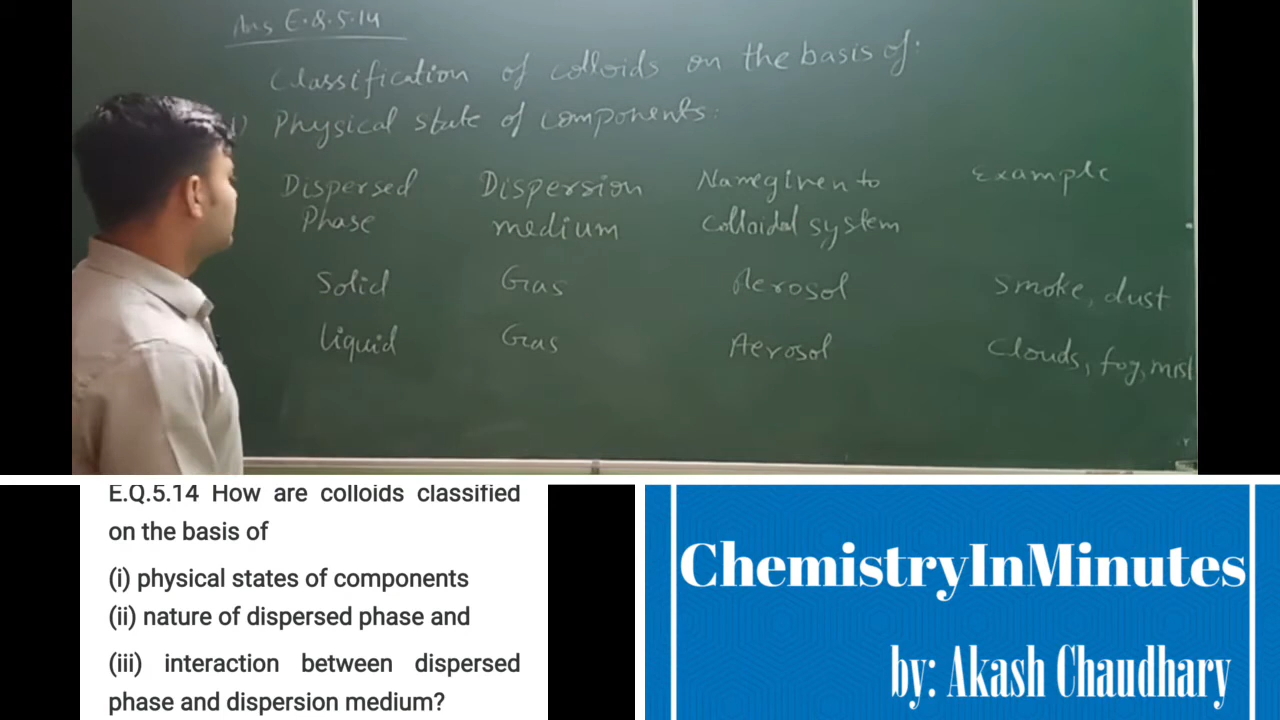 Ans E.Q.5.14
Classification of colloids on the basis of:
1) Physical state of components:
Dispersed Dispersion Name given to Example
Phase medium Colloidal system
Solid Gas Aerosol Smoke, dust
Liquid Gas Aerosol Clouds, fog, mist
E.Q.5.14 How are colloids classified
on the basis of
(i) physical states of components
(ii) nature of dispersed phase and
(iii) interaction between dispersed
phase and dispersion medium?
ChemistryInMinutes
by: Akash Chaudhary